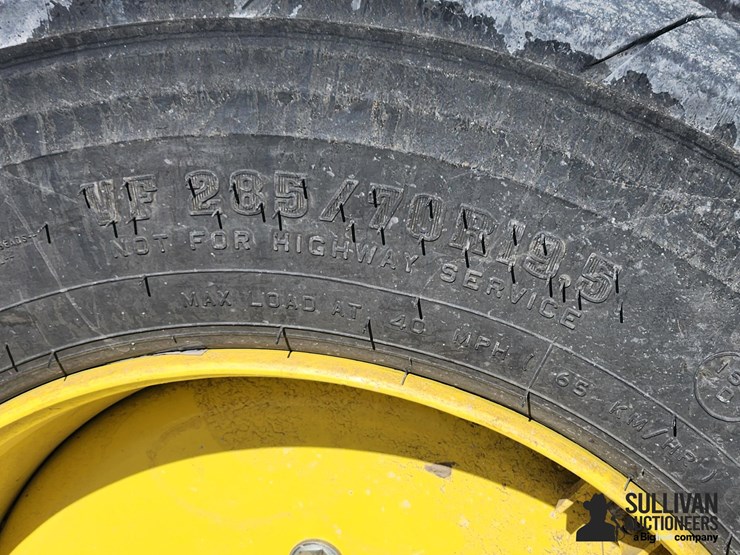 VF 285/70R19.5
NOT FOR HIGHWAY SERVICE
MAX LOAD AT 40 MPH / 65 KM/HR /
SULLIVAN
AUCTIONEERS
a BigIron company